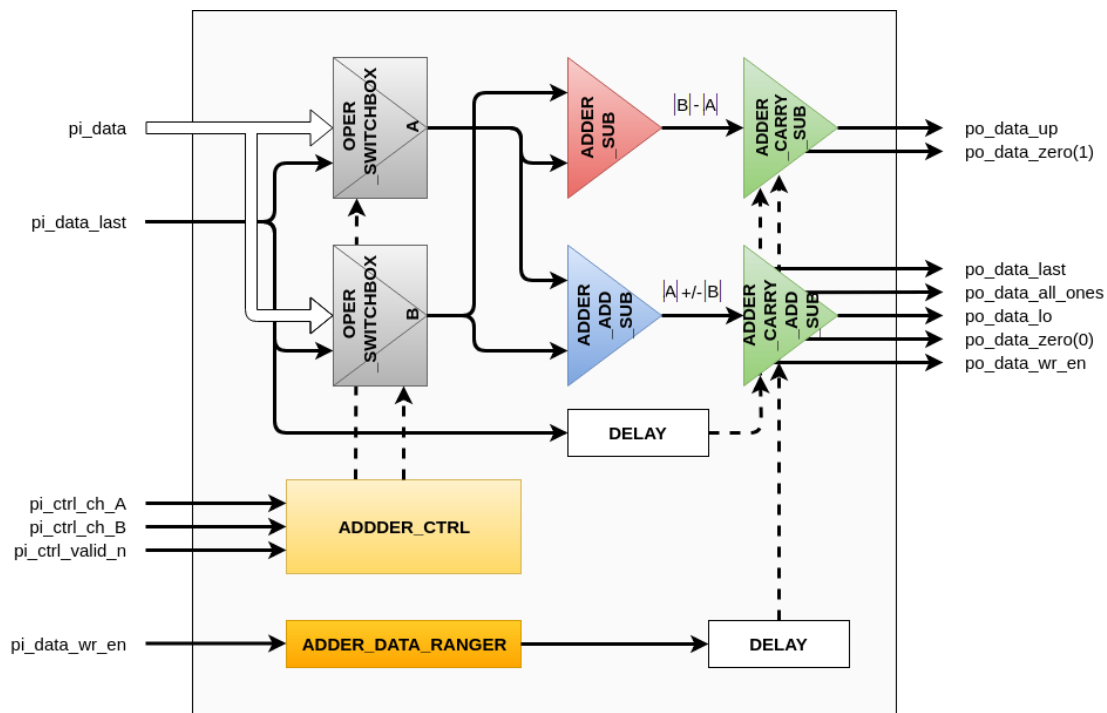 pi_data
pi_data_last
pi_ctrl_ch_A
pi_ctrl_ch_B
pi_ctrl_valid_n
pi_data_wr_en
OPER
_SWITCHBOX
A
OPER
_SWITCHBOX
B
ADDDER_CTRL
ADDER_DATA_RANGER
ADDER
_SUB
|B| - |A|
ADDER
_ADD
_SUB
|A| +/- |B|
DELAY
DELAY
ADDER
_CARRY
_SUB
ADDER
_CARRY
_ADD
_SUB
po_data_up
po_data_zero(1)
po_data_last
po_data_all_ones
po_data_lo
po_data_zero(0)
po_data_wr_en